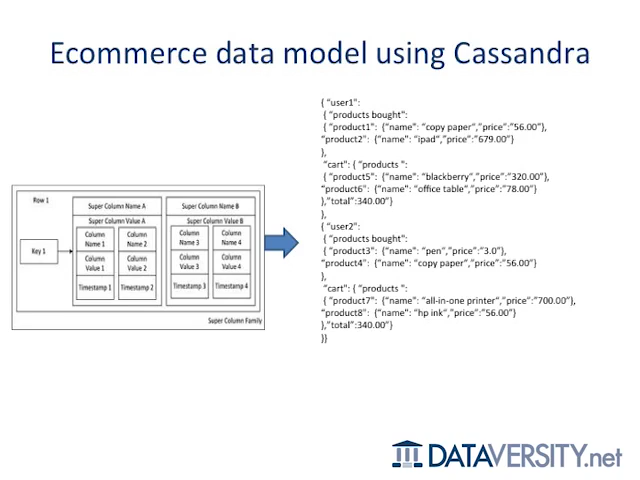 Ecommerce data model using Cassandra
Row 1
Key 1
Super Column Name A
Super Column Value A
Column Name 1
Column Name 2
Column Value 1
Column Value 2
Timestamp 1
Timestamp 2
Super Column Name B
Super Column Value B
Column Name 3
Column Name 4
Column Value 3
Column Value 4
Timestamp 3
Timestamp 4
Super Column Family
{ "user1":
{ "products bought":
{ "product1": {"name": "copy paper","price":"56.00"},
"product2": {"name": "ipad","price":"679.00"}
},
"cart": { "products ":
{ "product5": {"name": "blackberry","price":"320.00"},
"product6": {"name": "office table","price":"78.00"}
},"total":340.00"}
},
{ "user2":
{ "products bought":
{ "product3": {"name": "pen","price":"3.0"},
"product4": {"name": "copy paper","price":"56.00"}
},
"cart": { "products ":
{ "product7": {"name": "all-in-one printer","price":"700.00"},
"product8": {"name": "hp ink","price":"56.00"}
},"total":340.00"}
}}
DATAVERSITY.net